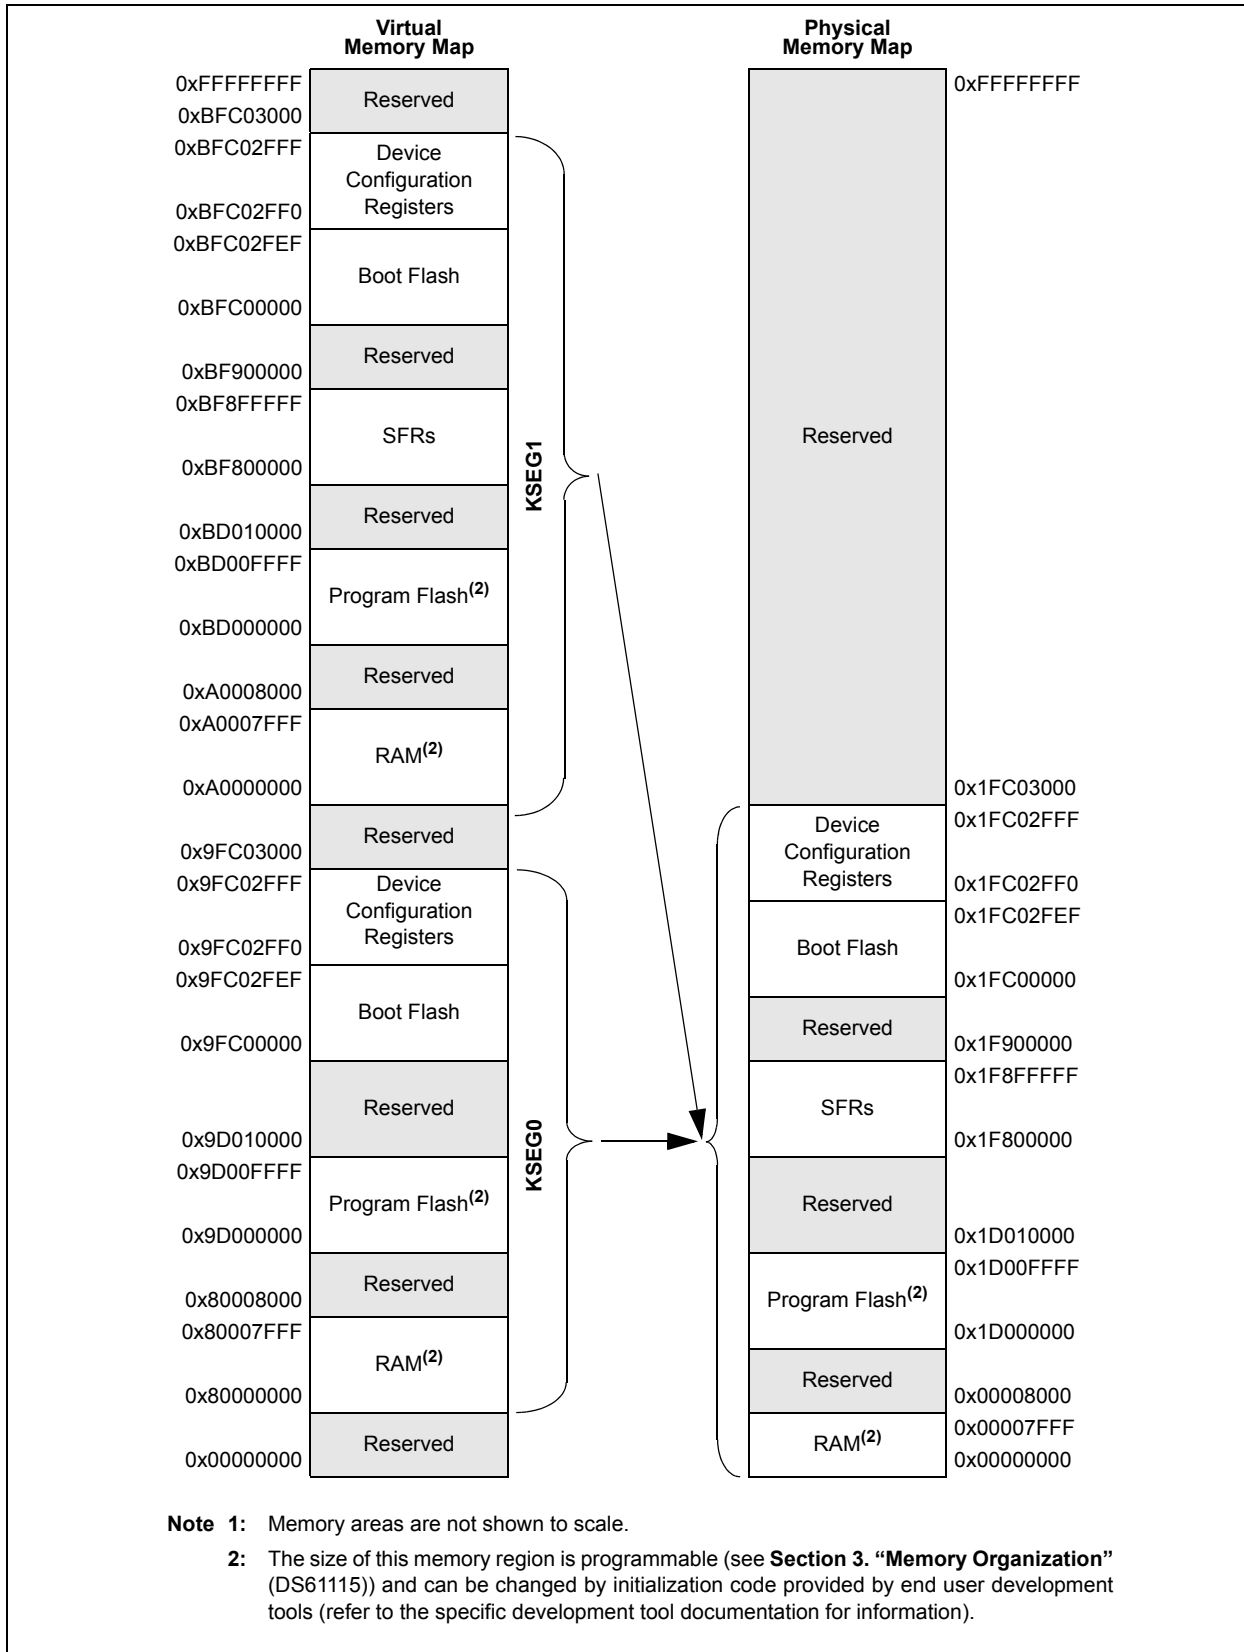 Virtual
Memory Map
0xFFFFFFFF
Reserved
0xBFC03000
0xBFC02FFF
Device
Configuration
Registers
0xBFC02FF0
0xBFC02FEF
Boot Flash
0xBFC00000
Reserved
0xBF900000
0xBF8FFFFF
SFRs
0xBF800000
Reserved
0xBD010000
0xBD00FFFF
Program Flash(2)
0xBD000000
Reserved
0xA0008000
0xA0007FFF
RAM(2)
0xA0000000
Reserved
0x9FC03000
0x9FC02FFF
Device
Configuration
Registers
0x9FC02FF0
0x9FC02FEF
Boot Flash
0x9FC00000
Reserved
0x9D010000
0x9D00FFFF
Program Flash(2)
0x9D000000
Reserved
0x80008000
0x80007FFF
RAM(2)
0x80000000
Reserved
0x00000000
KSEG1
KSEG0
Physical
Memory Map
0xFFFFFFFF
Reserved
0x1FC03000
0x1FC02FFF
Device
Configuration
Registers
0x1FC02FF0
0x1FC02FEF
Boot Flash
0x1FC00000
Reserved
0x1F900000
0x1F8FFFFF
SFRs
0x1F800000
Reserved
0x1D010000
0x1D00FFFF
Program Flash(2)
0x1D000000
Reserved
0x00008000
0x00007FFF
RAM(2)
0x00000000
Note 1: Memory areas are not shown to scale.
2: The size of this memory region is programmable (see Section 3. “Memory Organization”
(DS61115)) and can be changed by initialization code provided by end user development
tools (refer to the specific development tool documentation for information).